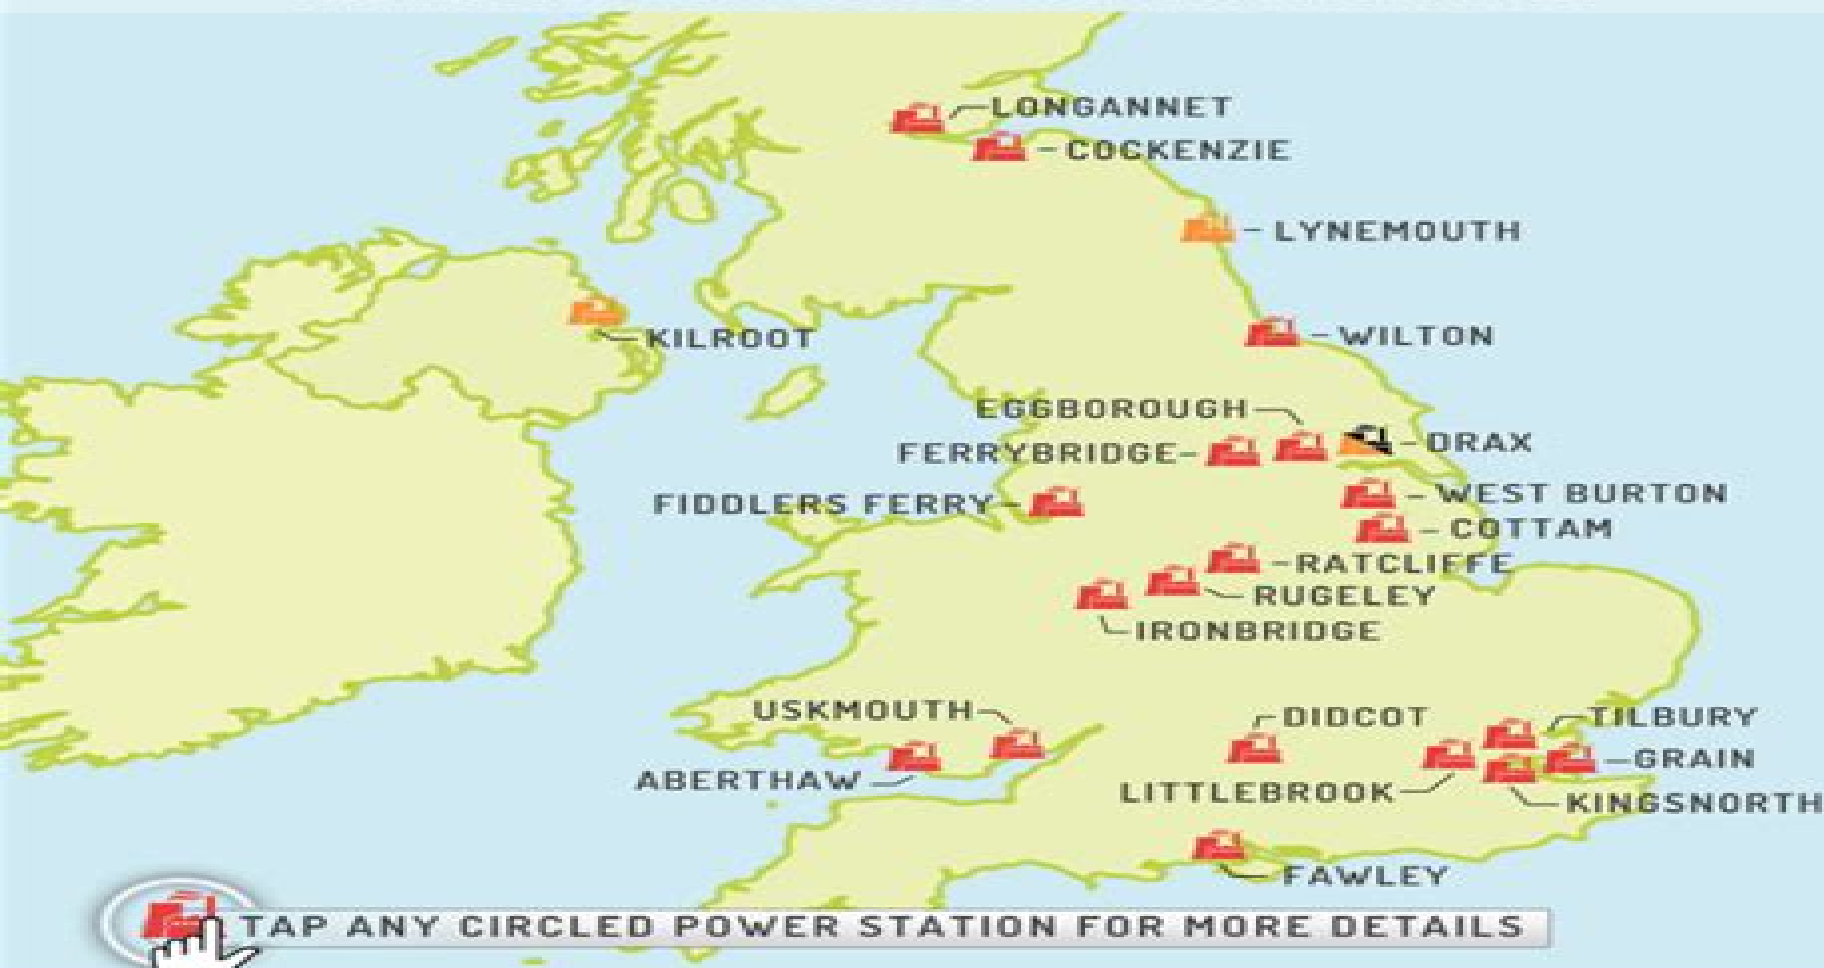 LONGANNET
COCKENZIE
LYNEMOUTH
KILROOT
WILTON
EGGBOROUGH
FERRYBRIDGE
DRAX
FIDDLERS FERRY
WEST BURTON
COTTAM
RATCLIFFE
RUGELEY
IRONBRIDGE
USKMOUTH
DIDCOT
TILBURY
ABERTHAW
GRAIN
LITTLEBROOK
KINGSNORTH
FAWLEY
TAP ANY CIRCLED POWER STATION FOR MORE DETAILS